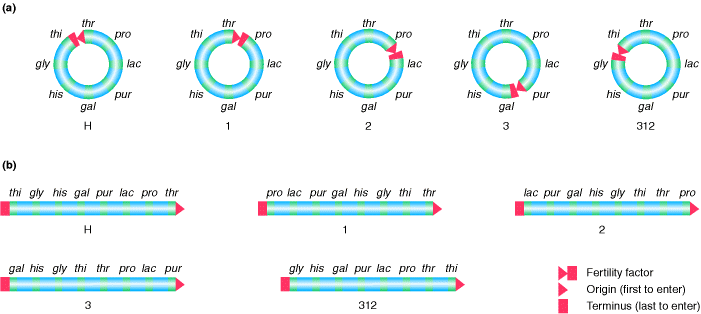 (a)
thr
thi
pro
gly
lac
his
pur
gal
H
thr
thi
pro
gly
lac
his
pur
gal
1
thr
thi
pro
gly
lac
his
pur
gal
2
thr
thi
pro
gly
lac
his
pur
gal
3
thr
thi
pro
gly
lac
his
pur
gal
312
(b)
thi gly his gal pur lac pro thr
H
pro lac pur gal his gly thi thr
1
lac pur gal his gly thi thr pro
2
gal his gly thi thr pro lac pur
3
gly his gal pur lac pro thr thi
312
Fertility factor
Origin (first to enter)
Terminus (last to enter)